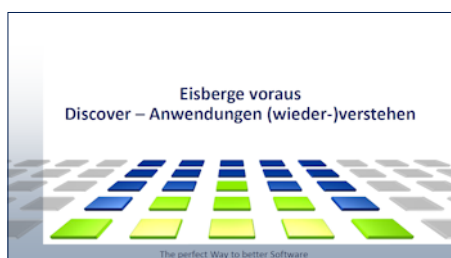 Eisberge voraus
Discover – Anwendungen (wieder-)verstehen
The perfect Way to better Software